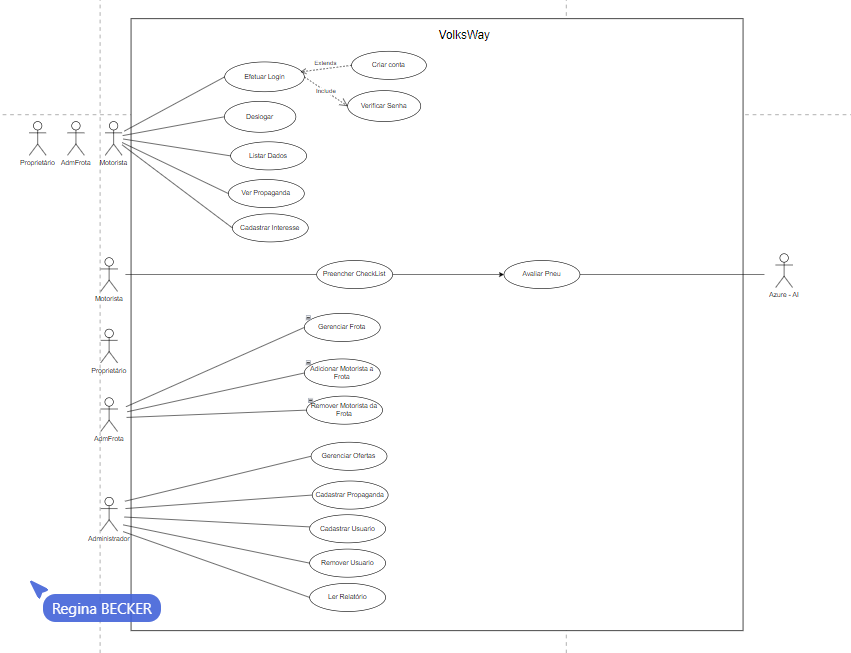 VolksWay
Efetuar Login
Extends
Criar conta
Include
Verificar Senha
Deslogar
Listar Dados
Ver Propaganda
Cadastrar Interesse
Proprietário
AdmFrota
Motorista
Motorista
Preencher CheckList
Avaliar Pneu
Azure - AI
Gerenciar Frota
Proprietário
Adicionar Motorista a
Frota
Remover Motorista da
Frota
AdmFrota
Gerenciar Ofertas
Cadastrar Propaganda
Cadastrar Usuario
Administrador
Remover Usuario
Ler Relatório
Regina BECKER